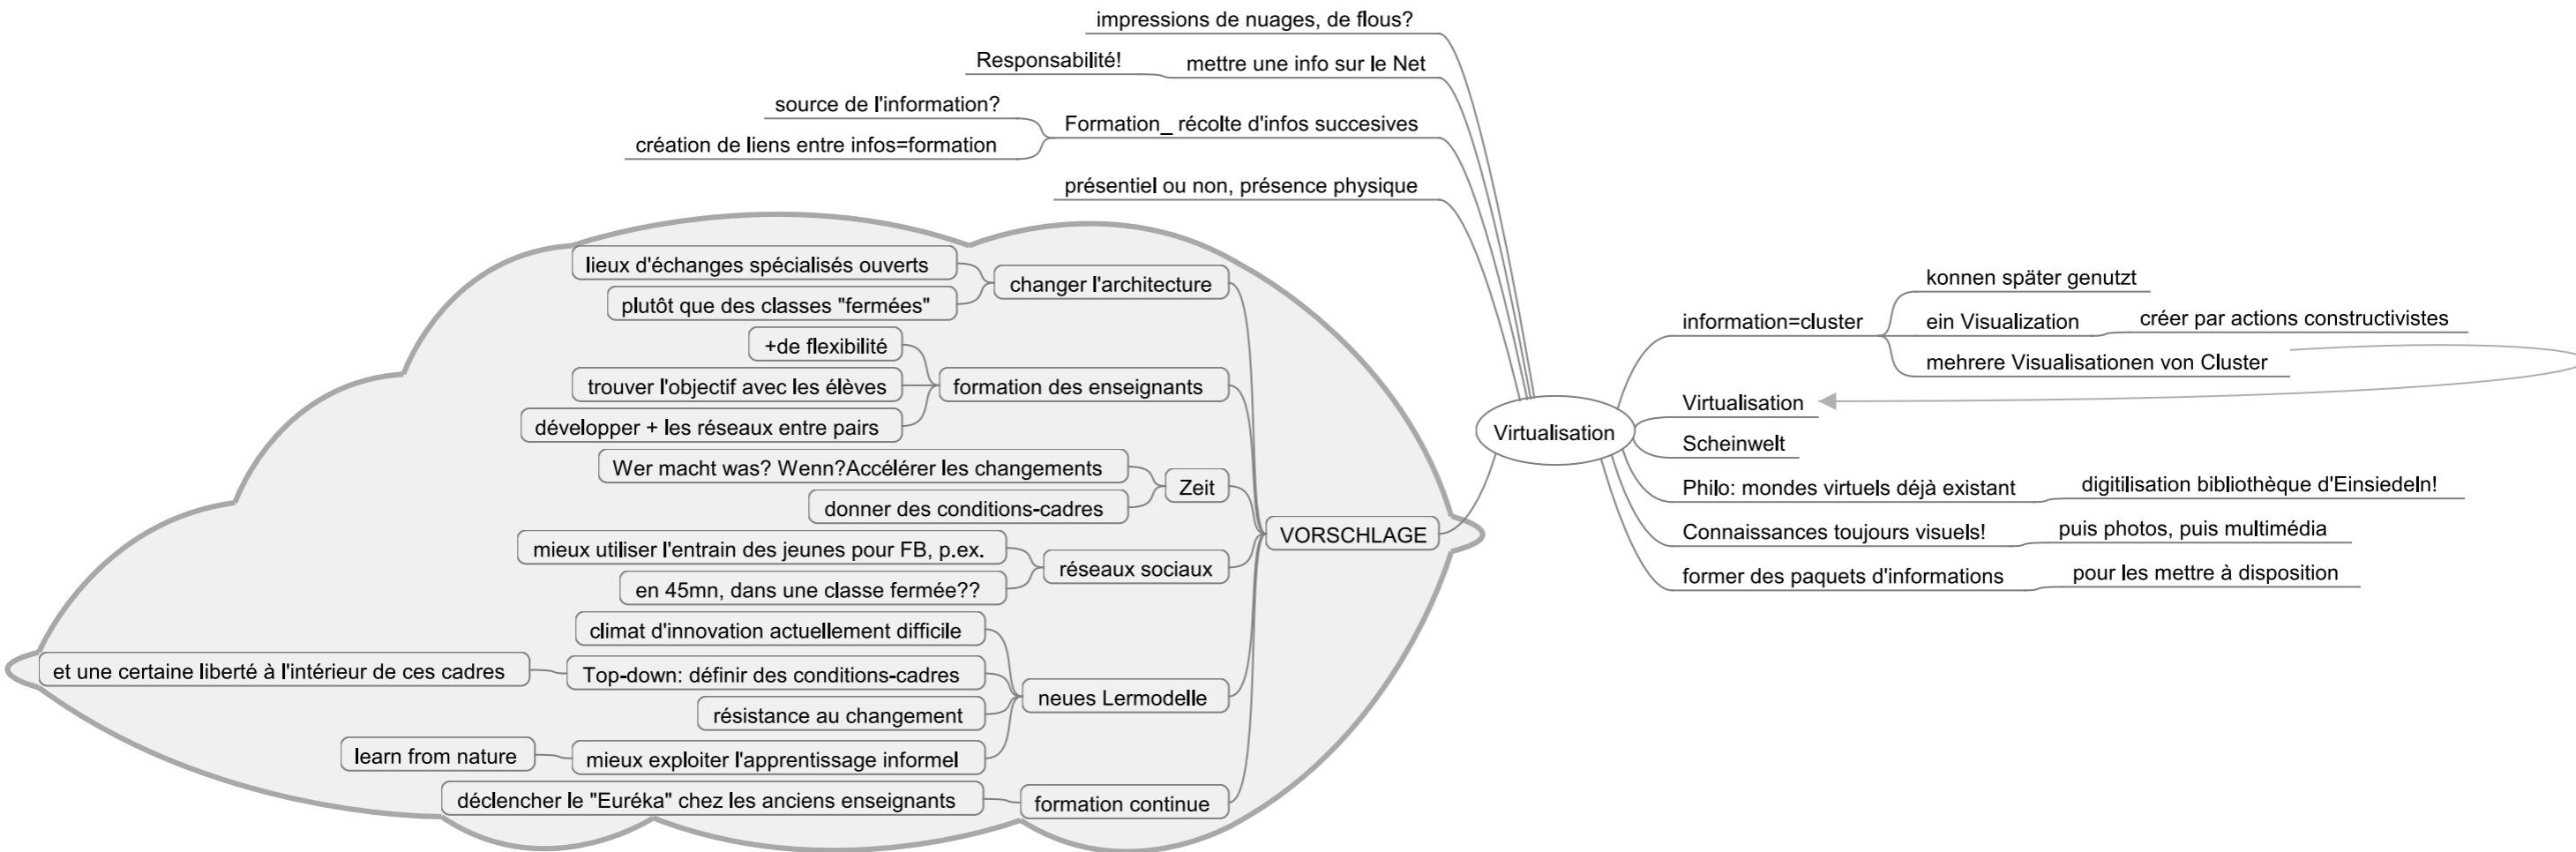 impressions de nuages, de flous?
Responsabilité!
mettre une info sur le Net
source de l'information?
création de liens entre infos=formation
Formation_ récolte d'infos succesives
présentiel ou non, présence physique
lieux d'échanges spécialisés ouverts
plutôt que des classes "fermées"
changer l'architecture
+de flexibilité
trouver l'objectif avec les élèves
développer + les réseaux entre pairs
formation des enseignants
Wer macht was? Wenn?Accélérer les changements
donner des conditions-cadres
Zeit
mieux utiliser l'entrain des jeunes pour FB, p.ex.
en 45mn, dans une classe fermée??
réseaux sociaux
climat d'innovation actuellement difficile
et une certaine liberté à l'intérieur de ces cadres
Top-down: définir des conditions-cadres
résistance au changement
learn from nature
mieux exploiter l'apprentissage informel
neues Lermodelle
déclencher le "Euréka" chez les anciens enseignants
formation continue
VORSCHLAGE
Virtualisation
information=cluster
konnen später genutzt
ein Visualization
créer par actions constructivistes
mehrere Visualisationen von Cluster
Virtualisation
Scheinwelt
Philo: mondes virtuels déjà existant
digitilisation bibliothèque d'Einsiedeln!
Connaissances toujours visuels!
puis photos, puis multimédia
former des paquets d'informations
pour les mettre à disposition